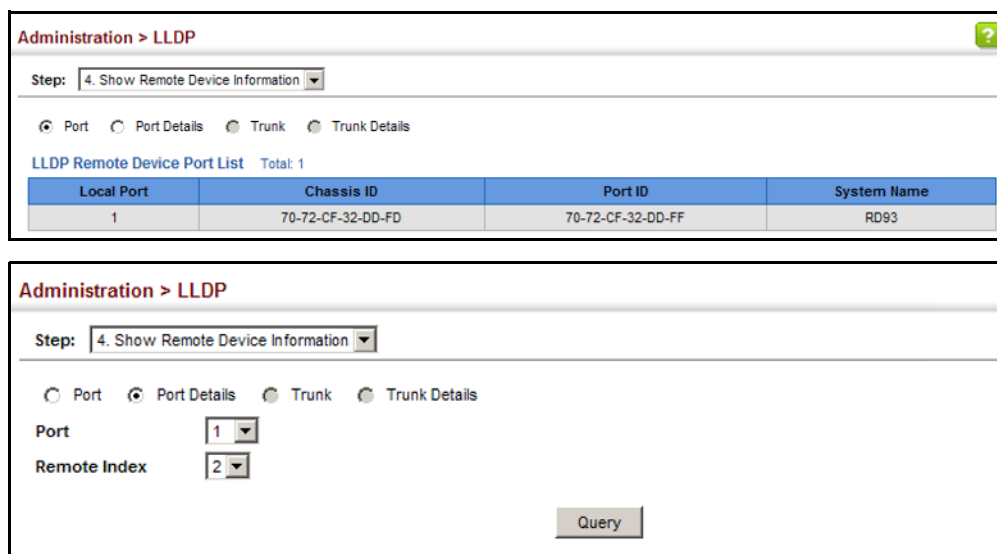 Administration > LLDP
?
Step: 4. Show Remote Device Information
Port Port Details Trunk Trunk Details
LLDP Remote Device Port List Total: 1
Local Port Chassis ID Port ID System Name
1 70-72-CF-32-DD-FD 70-72-CF-32-DD-FF RD93
Administration > LLDP
Step: 4. Show Remote Device Information
Port Port Details Trunk Trunk Details
Port 1
Remote Index 2
Query